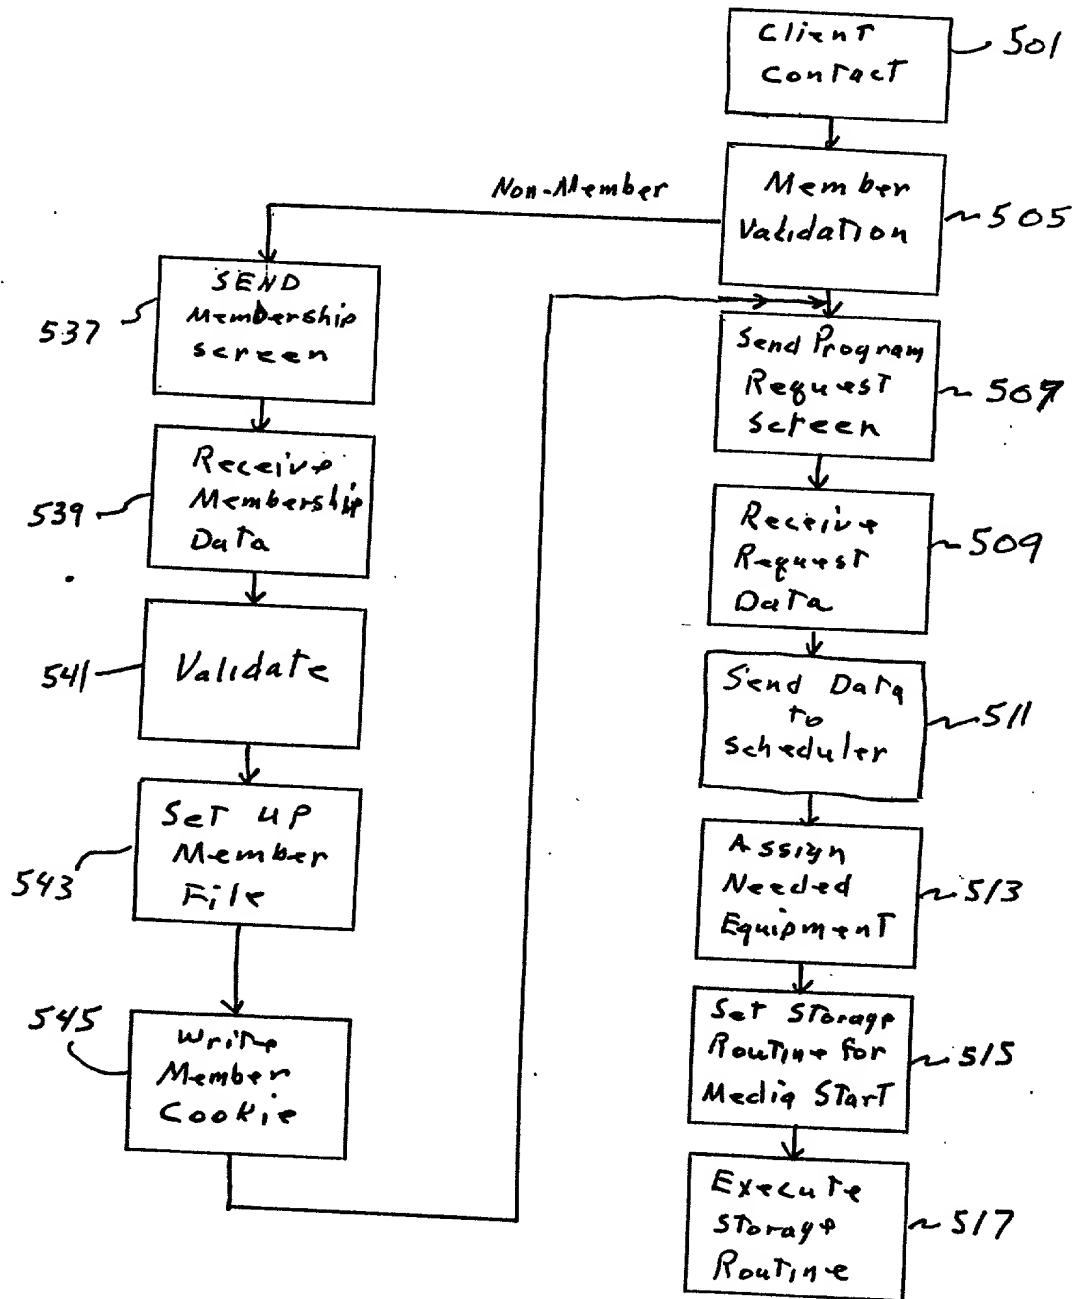 Client
Contact
501
Member
Validation
505
Non-Member
SEND
Membership
screen
537
Send Program
Request
Screen
507
Receive
Membership
Data
539
Receive
Request
Data
509
Validate
541
Send Data
to
Scheduler
511
Set up
Member
File
543
Assign
Needed
Equipment
513
Write
Member
Cookie
545
Set Storage
Routine for
Media Start
515
Execute
Storage
Routine
517